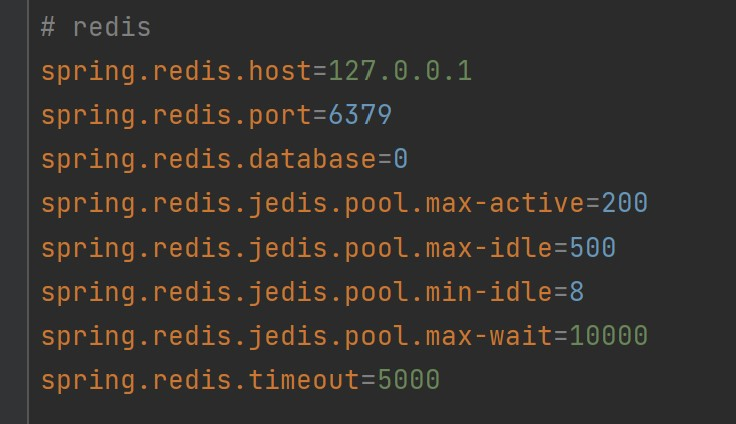 # redis
spring.redis.host=127.0.0.1
spring.redis.port=6379
spring.redis.database=0
spring.redis.jedis.pool.max-active=200
spring.redis.jedis.pool.max-idle=500
spring.redis.jedis.pool.min-idle=8
spring.redis.jedis.pool.max-wait=10000
spring.redis.timeout=5000